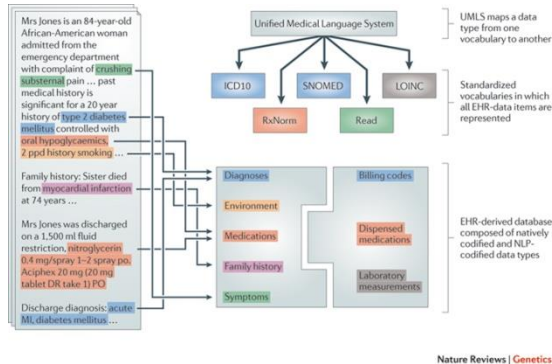 Mrs Jones is an 84-year-old
African-American woman
admitted from the
emergency department
with complaint of crushing
substernal pain ... past
medical history is
significant for a 20 year
history of type 2 diabetes
mellitus controlled with
oral hypoglycaemics,
2 ppd history smoking ...
Family history: Sister died
from myocardial infarction
at 74 years ...
Mrs Jones was discharged
on a 1,500 ml fluid
restriction, nitroglycerin
0.4 mg/spray 1–2 spray po,
Aciphex 20 mg (20 mg
tablet DR take 1) PO
Discharge diagnosis: acute
MI, diabetes mellitus ...
Unified Medical Language System
ICD10
SNOMED
LOINC
RxNorm
Read
UMLS maps a data
type from one
vocabulary to another
Standardized
vocabularies in which
all EHR-data items are
represented
Diagnoses
Environment
Medications
Family history
Symptoms
Billing codes
Dispensed
medications
Laboratory
measurements
EHR-derived database
composed of natively
codified and NLP-
codified data types
Nature Reviews | Genetics